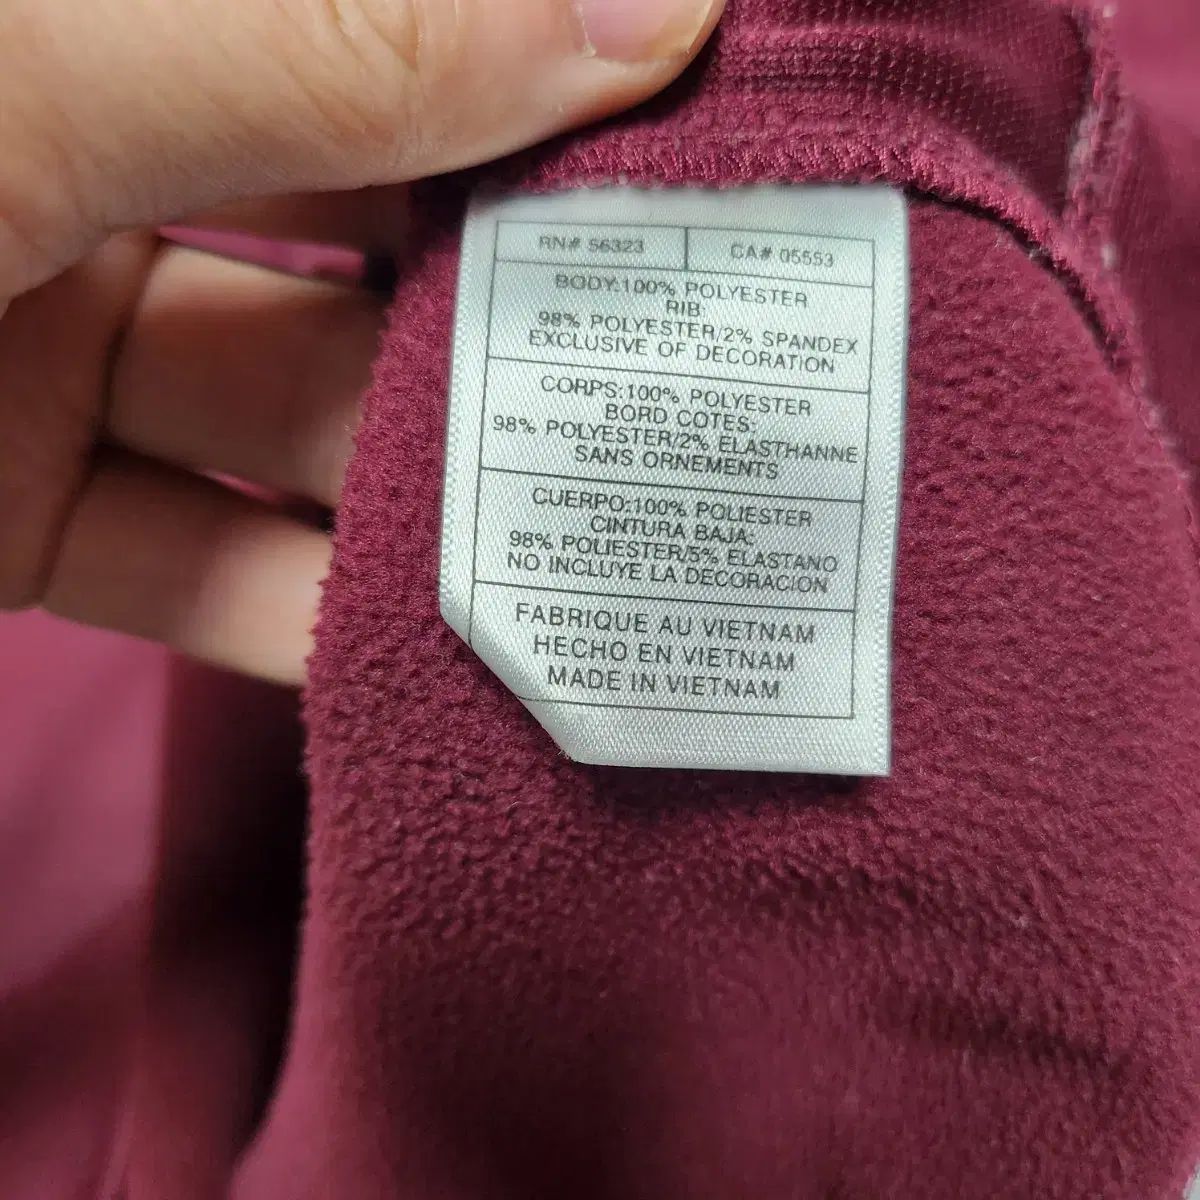 RN# 56323 CA# 05553
BODY:100% POLYESTER
RIB:
98% POLYESTER/2% SPANDEX
EXCLUSIVE OF DECORATION
CORPS:100% POLYESTER
BORD COTES:
98% POLYESTER/2% ELASTHANNE
SANS ORNEMENTS
CUERPO:100% POLIESTER
CINTURA BAJA:
98% POLIESTER/5% ELASTANO
NO INCLUYE LA DECORACION
FABRIQUE AU VIETNAM
HECHO EN VIETNAM
MADE IN VIETNAM